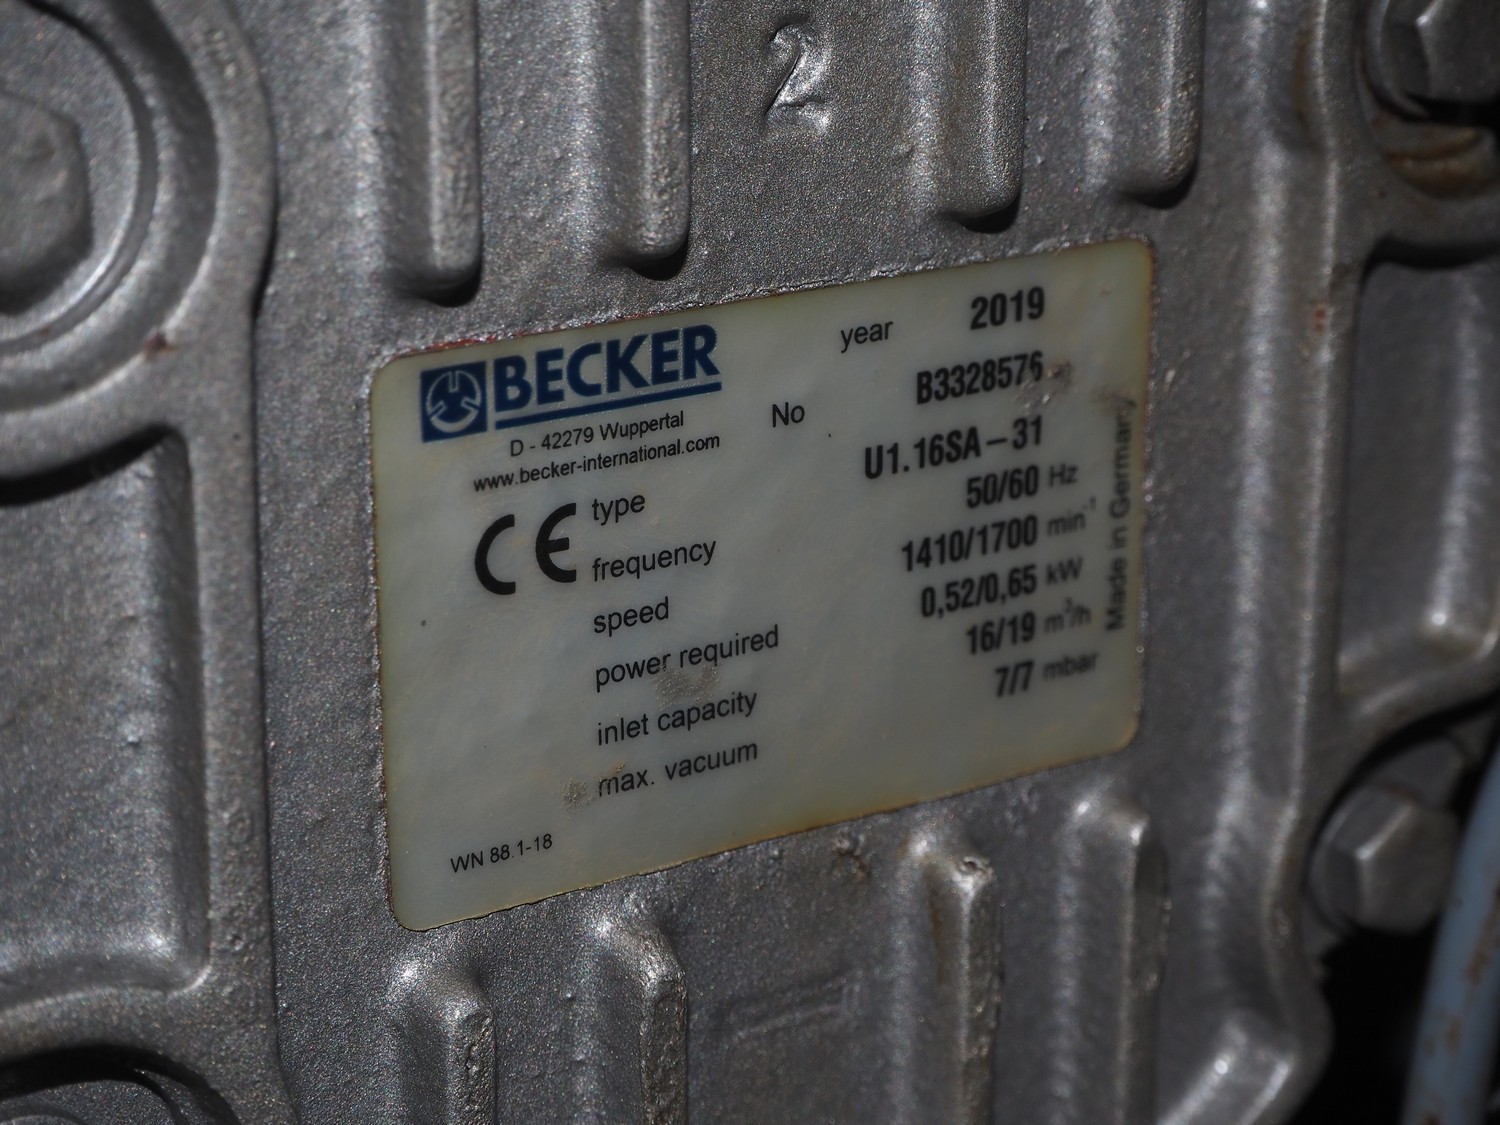 2
BECKER
D - 42279 Wuppertal
www.becker-international.com
year 2019
No B3328576
CE
type U1.16SA – 31
frequency 50/60 Hz
speed 1410/1700 min⁻¹
power required 0,52/0,65 kW
inlet capacity 16/19 m³/h
max. vacuum 7/7 mbar
WN 88.1-18
Made in Germany